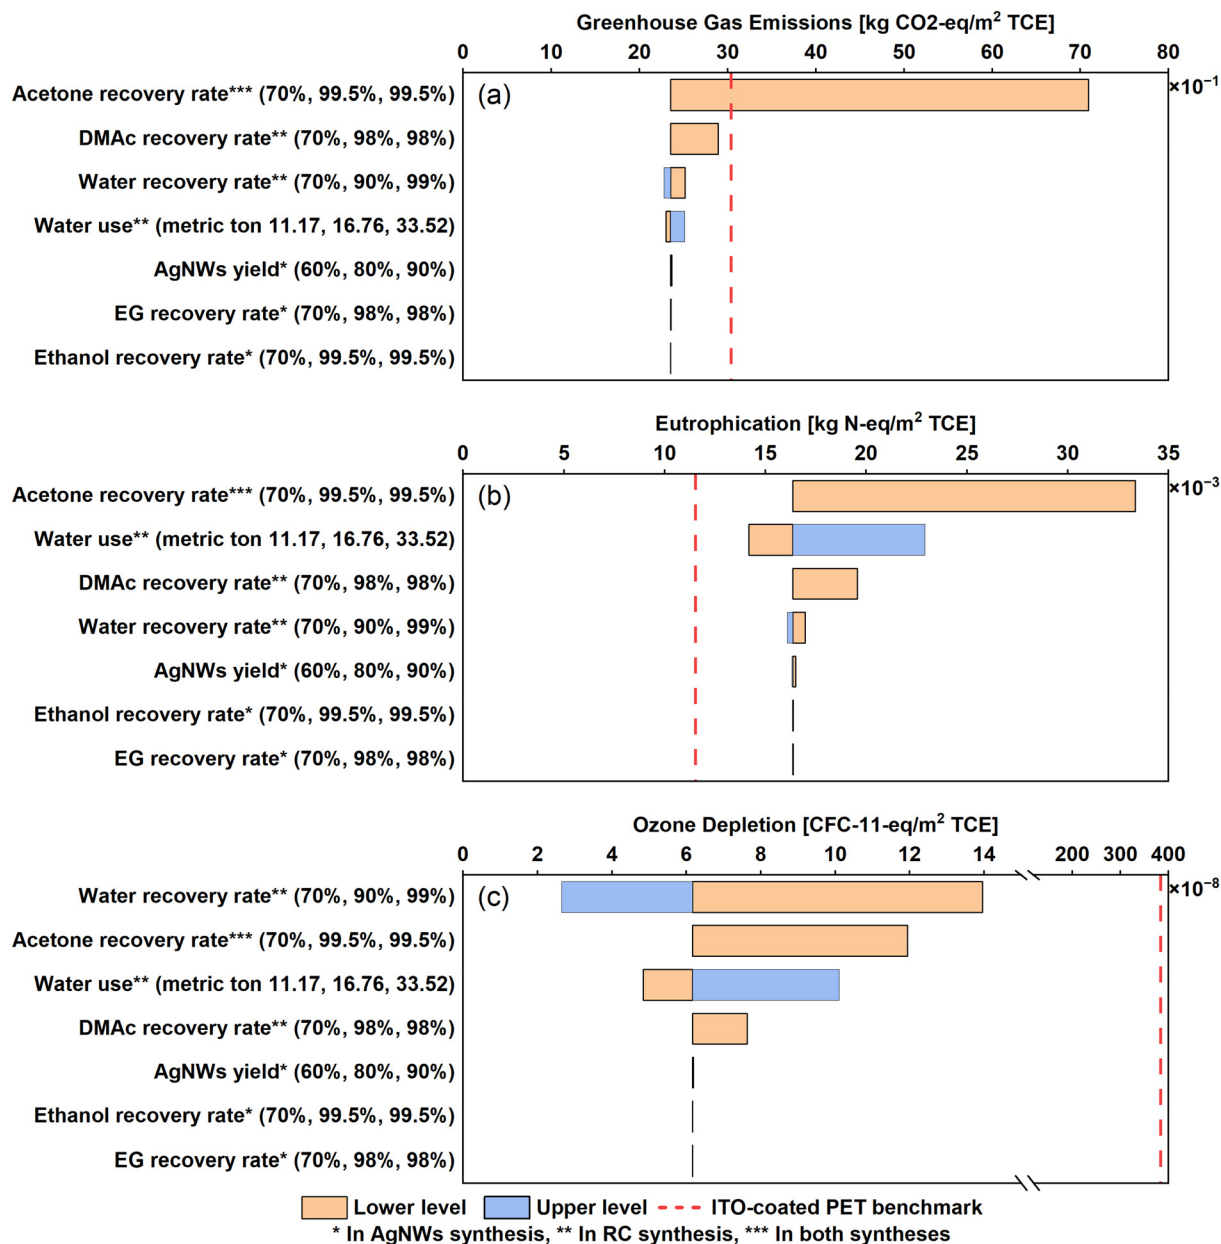 Greenhouse Gas Emissions [kg CO2-eq/m² TCE]
0 10 20 30 40 50 60 70 80
×10⁻¹
(a)
Acetone recovery rate*** (70%, 99.5%, 99.5%)
DMAc recovery rate** (70%, 98%, 98%)
Water recovery rate** (70%, 90%, 99%)
Water use** (metric ton 11.17, 16.76, 33.52)
AgNWs yield* (60%, 80%, 90%)
EG recovery rate* (70%, 98%, 98%)
Ethanol recovery rate* (70%, 99.5%, 99.5%)
Eutrophication [kg N-eq/m² TCE]
0 5 10 15 20 25 30 35
×10⁻³
(b)
Acetone recovery rate*** (70%, 99.5%, 99.5%)
Water use** (metric ton 11.17, 16.76, 33.52)
DMAc recovery rate** (70%, 98%, 98%)
Water recovery rate** (70%, 90%, 99%)
AgNWs yield* (60%, 80%, 90%)
Ethanol recovery rate* (70%, 99.5%, 99.5%)
EG recovery rate* (70%, 98%, 98%)
Ozone Depletion [CFC-11-eq/m² TCE]
0 2 4 6 8 10 12 14 200 300 400
×10⁻⁸
(c)
Water recovery rate** (70%, 90%, 99%)
Acetone recovery rate*** (70%, 99.5%, 99.5%)
Water use** (metric ton 11.17, 16.76, 33.52)
DMAc recovery rate** (70%, 98%, 98%)
AgNWs yield* (60%, 80%, 90%)
Ethanol recovery rate* (70%, 99.5%, 99.5%)
EG recovery rate* (70%, 98%, 98%)
Lower level Upper level ITO-coated PET benchmark
* In AgNWs synthesis, ** In RC synthesis, *** In both syntheses